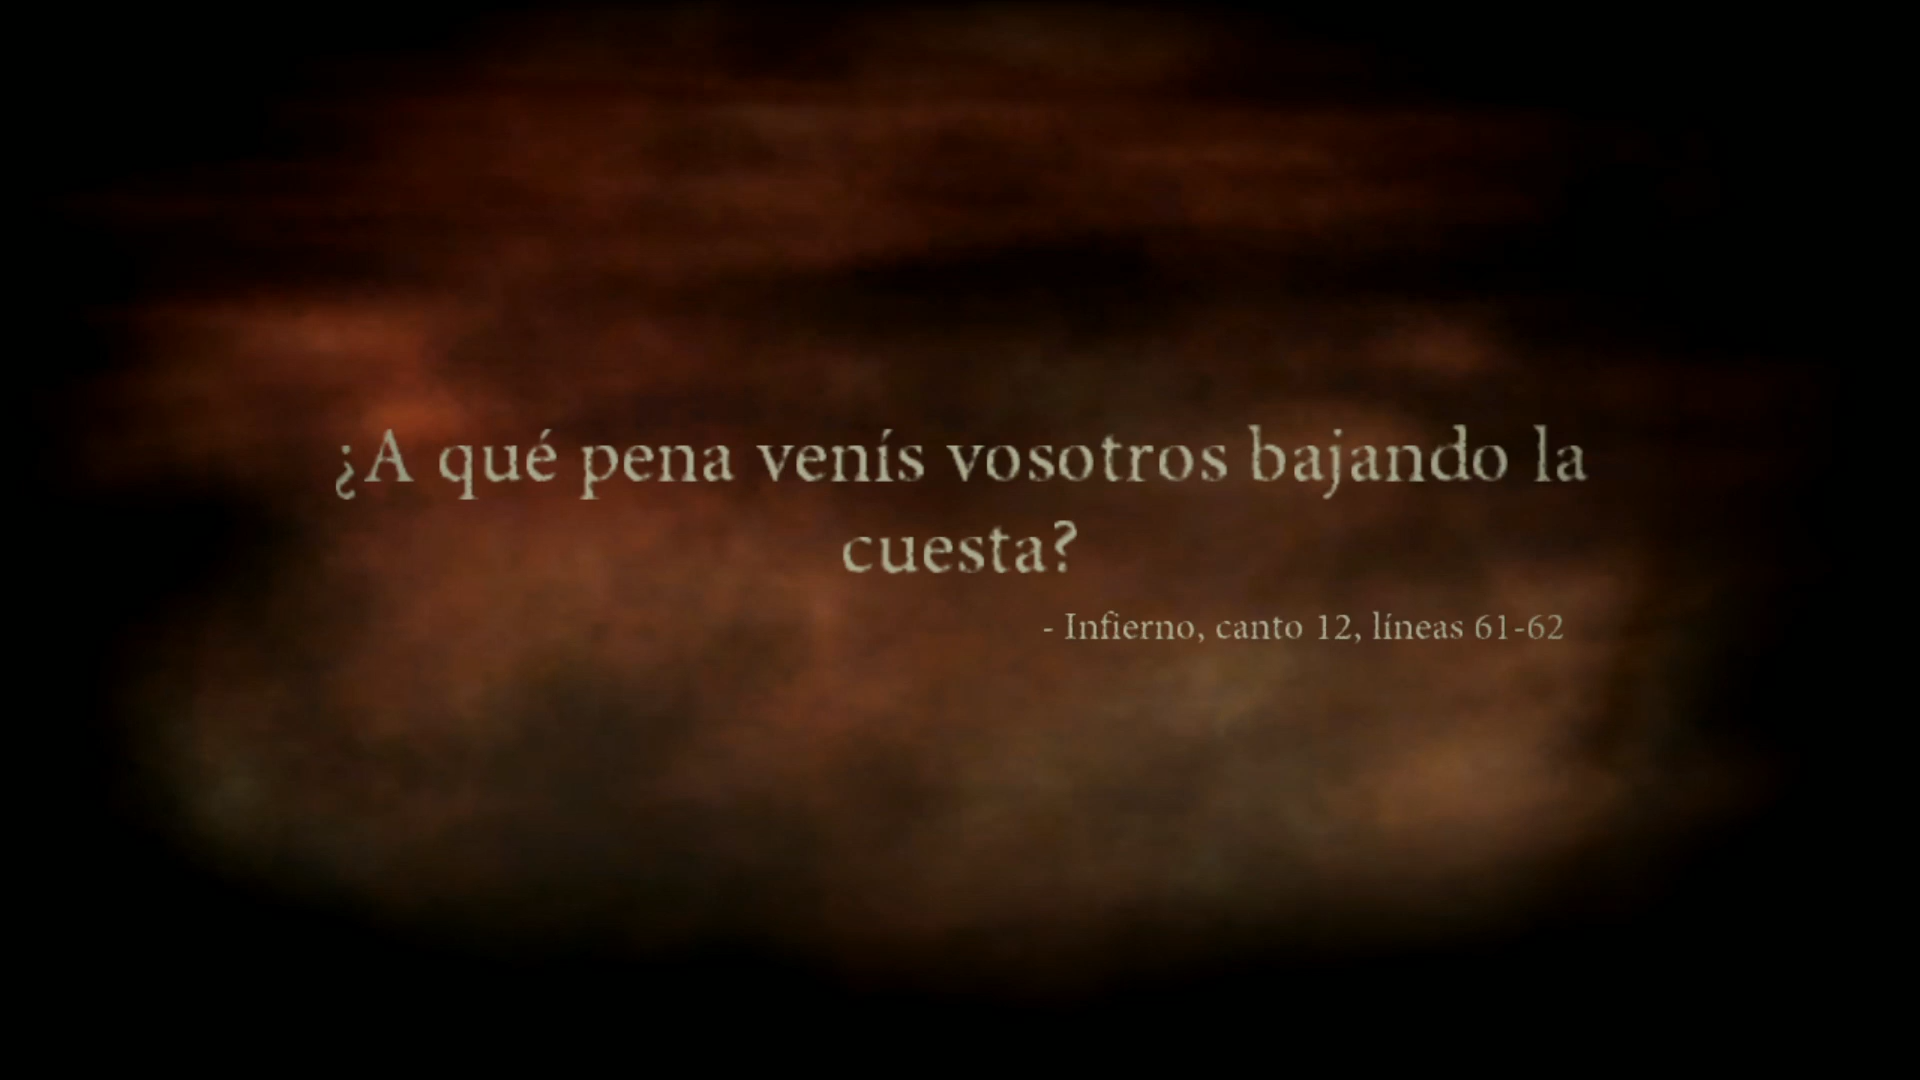 ¿A qué pena venís vosotros bajando la
cuesta?
- Infierno, canto 12, líneas 61-62